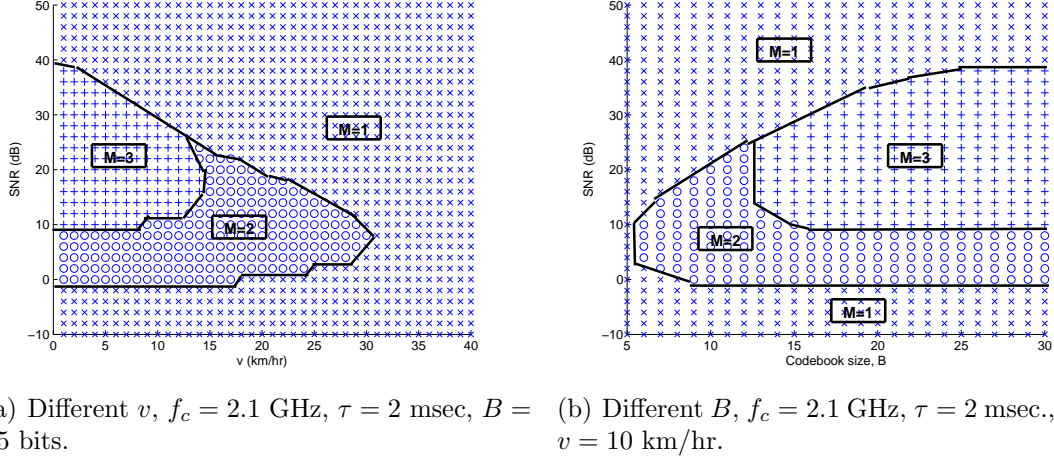 50
40
30
20
10
0
−10
SNR (dB)
M=1
M=3
M=2
0 5 10 15 20 25 30 35 40
v (km/hr)
50
40
30
20
10
0
−10
SNR (dB)
M=1
M=3
M=2
M=1
5 10 15 20 25 30
Codebook size, B
) Different v, f_c = 2.1 GHz, τ = 2 msec, B =
5 bits.
(b) Different B, f_c = 2.1 GHz, τ = 2 msec.,
v = 10 km/hr.